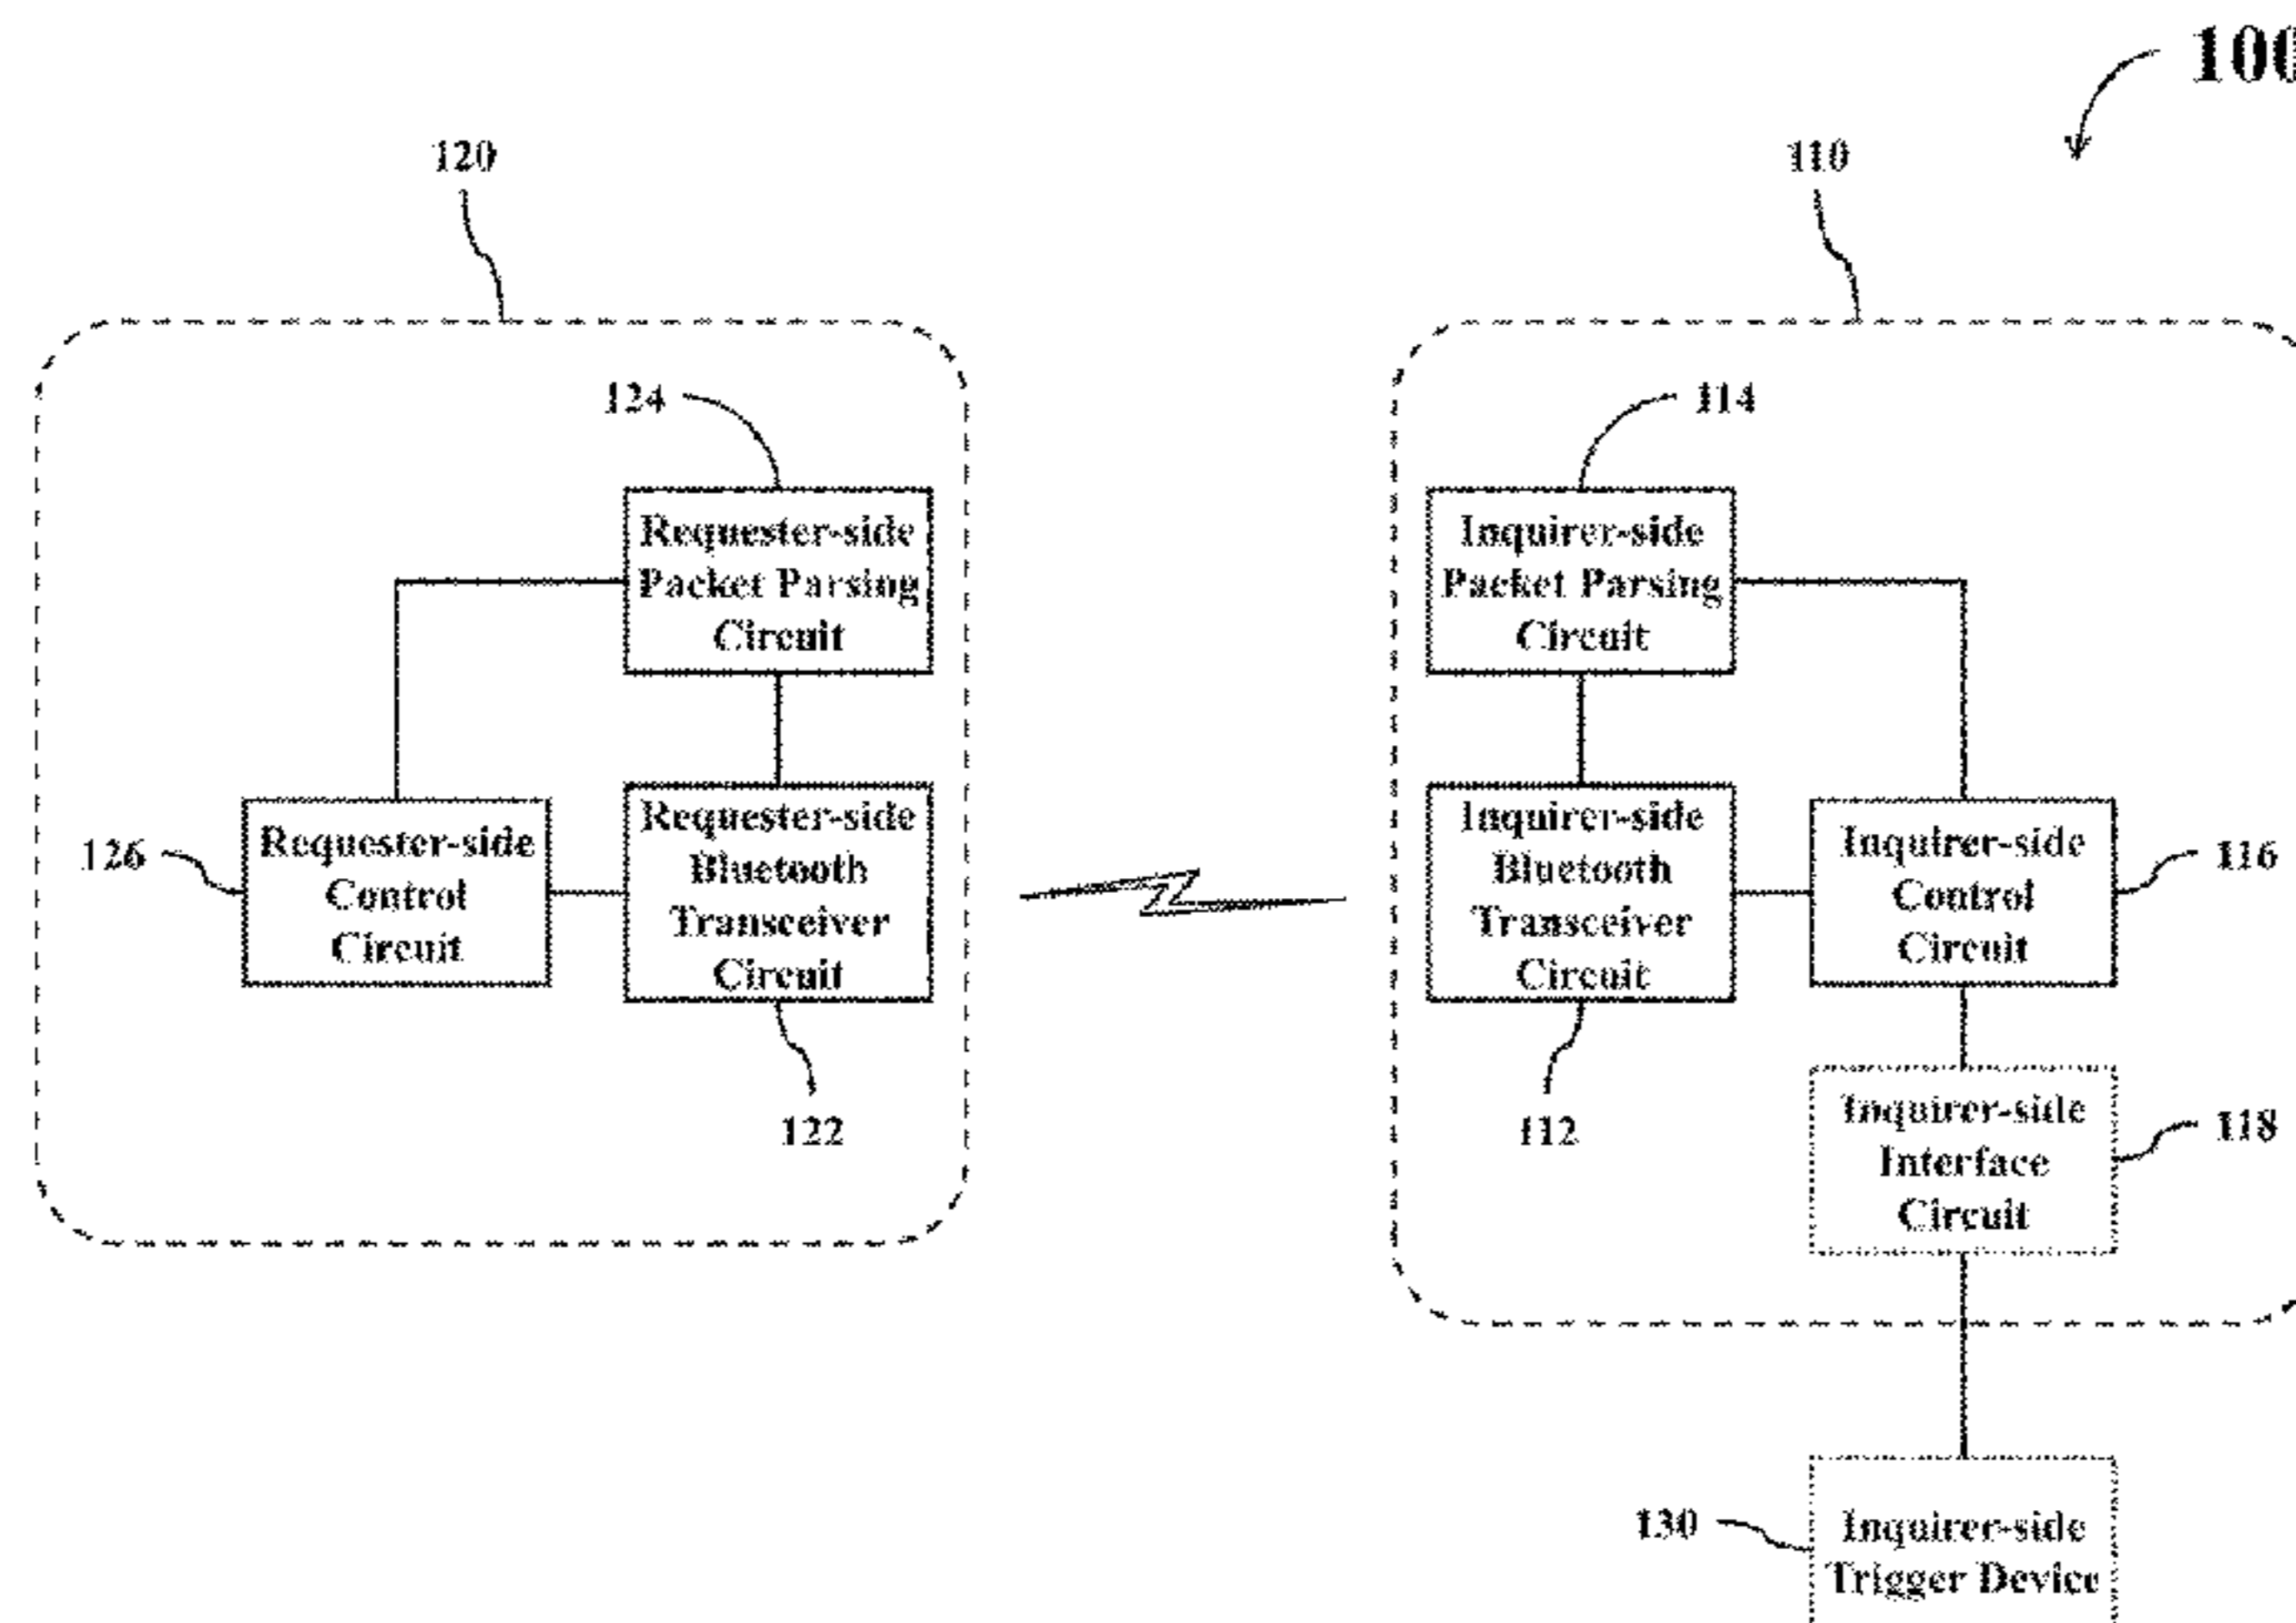 100
120
110
124
114
Requester-side
Packet Parsing
Circuit
Inquirer-side
Packet Parsing
Circuit
126
Requester-side
Control
Circuit
Requester-side
Bluetooth
Transceiver
Circuit
Inquirer-side
Bluetooth
Transceiver
Circuit
Inquirer-side
Control
Circuit
116
122
112
Inquirer-side
Interface
Circuit
118
130
Inquirer-side
Trigger Device